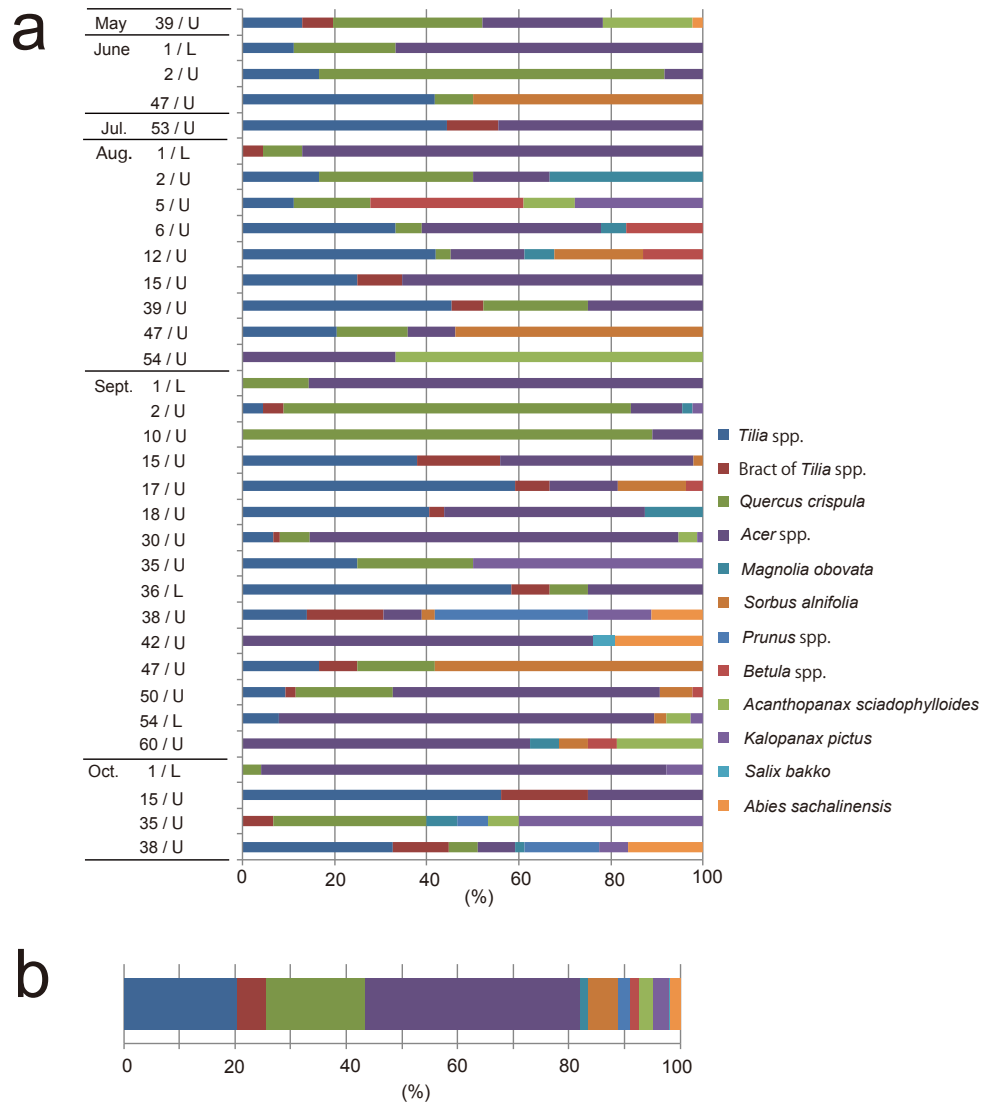 a
May 39 / U
June 1 / L
2 / U
47 / U
Jul. 53 / U
Aug. 1 / L
2 / U
5 / U
6 / U
12 / U
15 / U
39 / U
47 / U
54 / U
Sept. 1 / L
2 / U
10 / U
15 / U
17 / U
18 / U
30 / U
35 / U
36 / L
38 / U
42 / U
47 / U
50 / U
54 / L
60 / U
Oct. 1 / L
15 / U
35 / U
38 / U
0 20 40 60 80 100
(%)
Tilia spp.
Bract of Tilia spp.
Quercus crispula
Acer spp.
Magnolia obovata
Sorbus alnifolia
Prunus spp.
Betula spp.
Acanthopanax sciadophylloides
Kalopanax pictus
Salix bakko
Abies sachalinensis
b
0 20 40 60 80 100
(%)